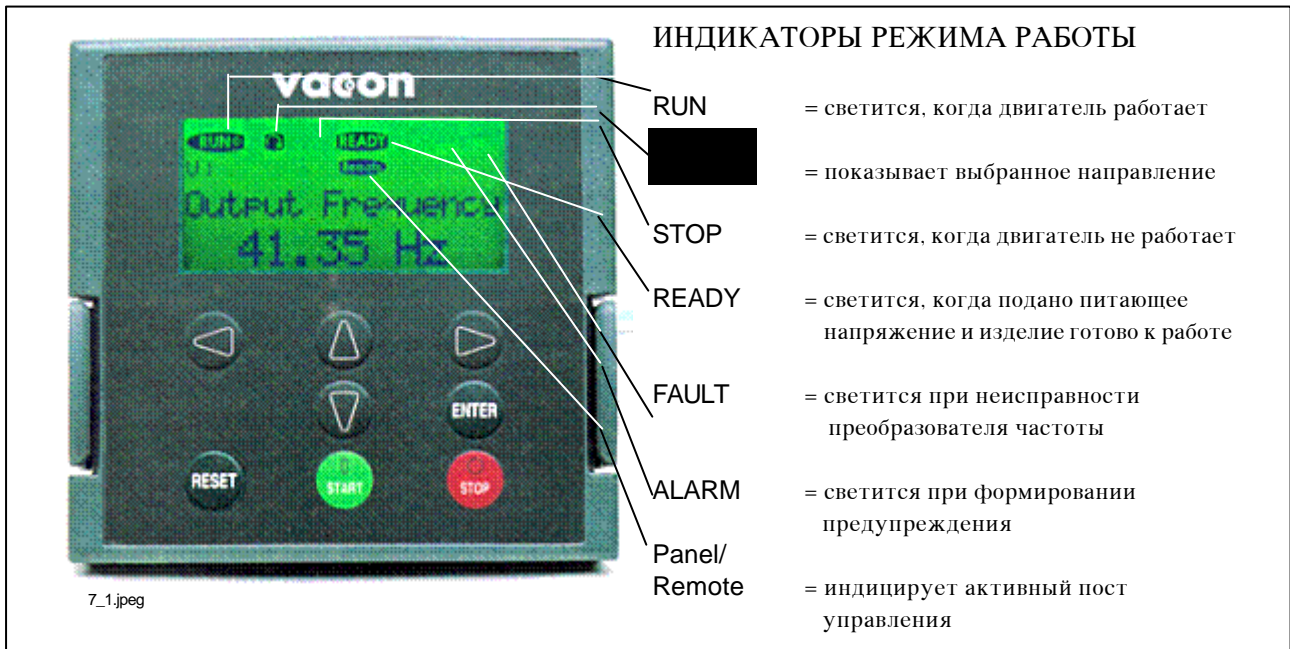 ИНДИКАТОРЫ РЕЖИМА РАБОТЫ
vacon
RUN
READY
Remote
Output Frequency
41.35 Hz
ENTER
RESET
START
STOP
7_1.jpeg
RUN = светится, когда двигатель работает
= показывает выбранное направление
STOP = светится, когда двигатель не работает
READY = светится, когда подано питающее
напряжение и изделие готово к работе
FAULT = светится при неисправности
преобразователя частоты
ALARM = светится при формировании
предупреждения
Panel/
Remote = индицирует активный пост
управления